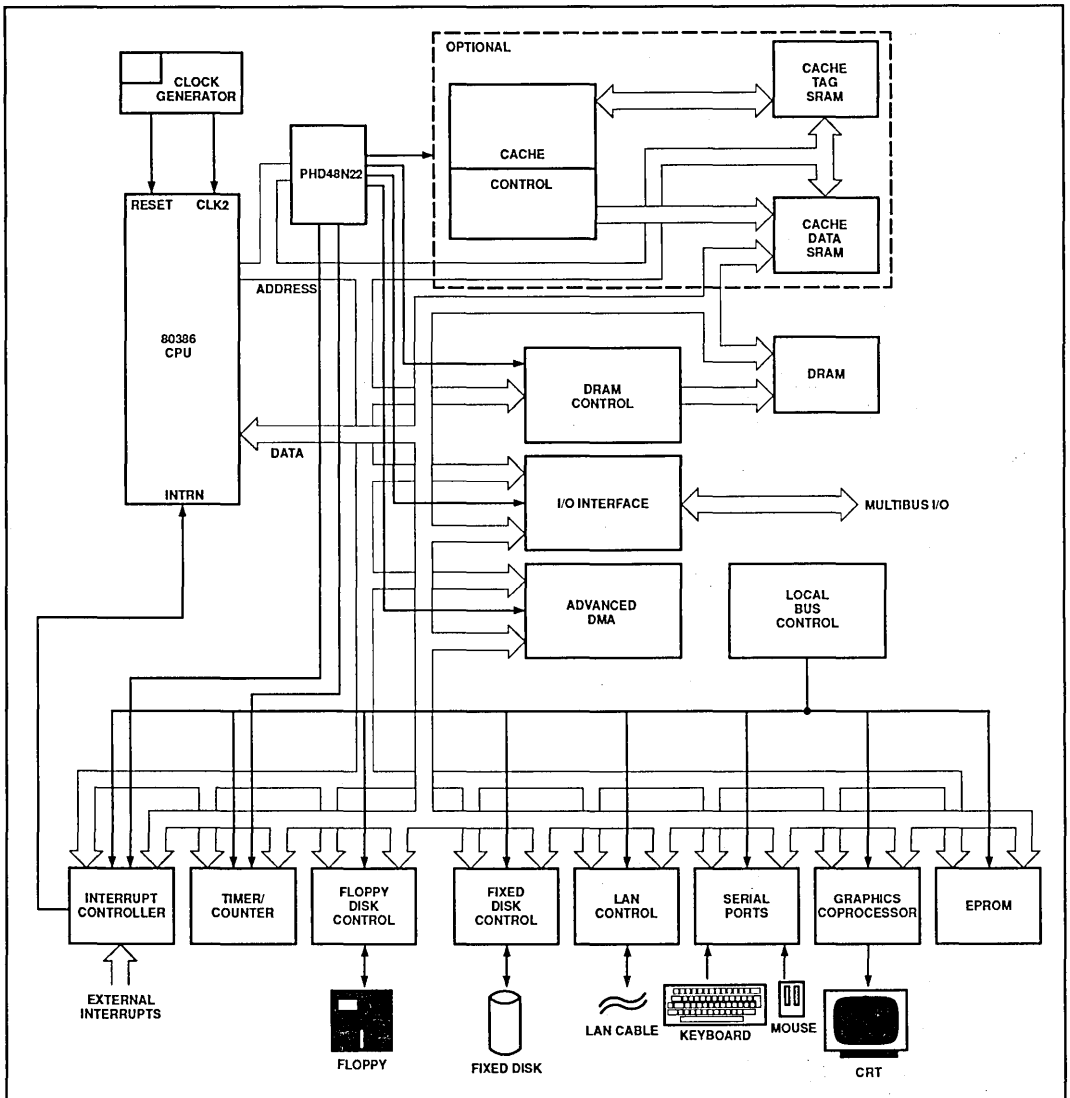 OPTIONAL
CLOCK
GENERATOR
CACHE
TAG
SRAM
PHD48N22
CACHE
CONTROL
RESET
CLK2
CACHE
DATA
SRAM
ADDRESS
80386
CPU
DRAM
CONTROL
DRAM
DATA
INTRN
I/O INTERFACE
MULTIBUS I/O
ADVANCED
DMA
LOCAL
BUS
CONTROL
INTERRUPT
CONTROLLER
TIMER/
COUNTER
FLOPPY
DISK
CONTROL
FIXED
DISK
CONTROL
LAN
CONTROL
SERIAL
PORTS
GRAPHICS
COPROCESSOR
EPROM
EXTERNAL
INTERRUPTS
FLOPPY
FIXED DISK
LAN CABLE
KEYBOARD
MOUSE
CRT